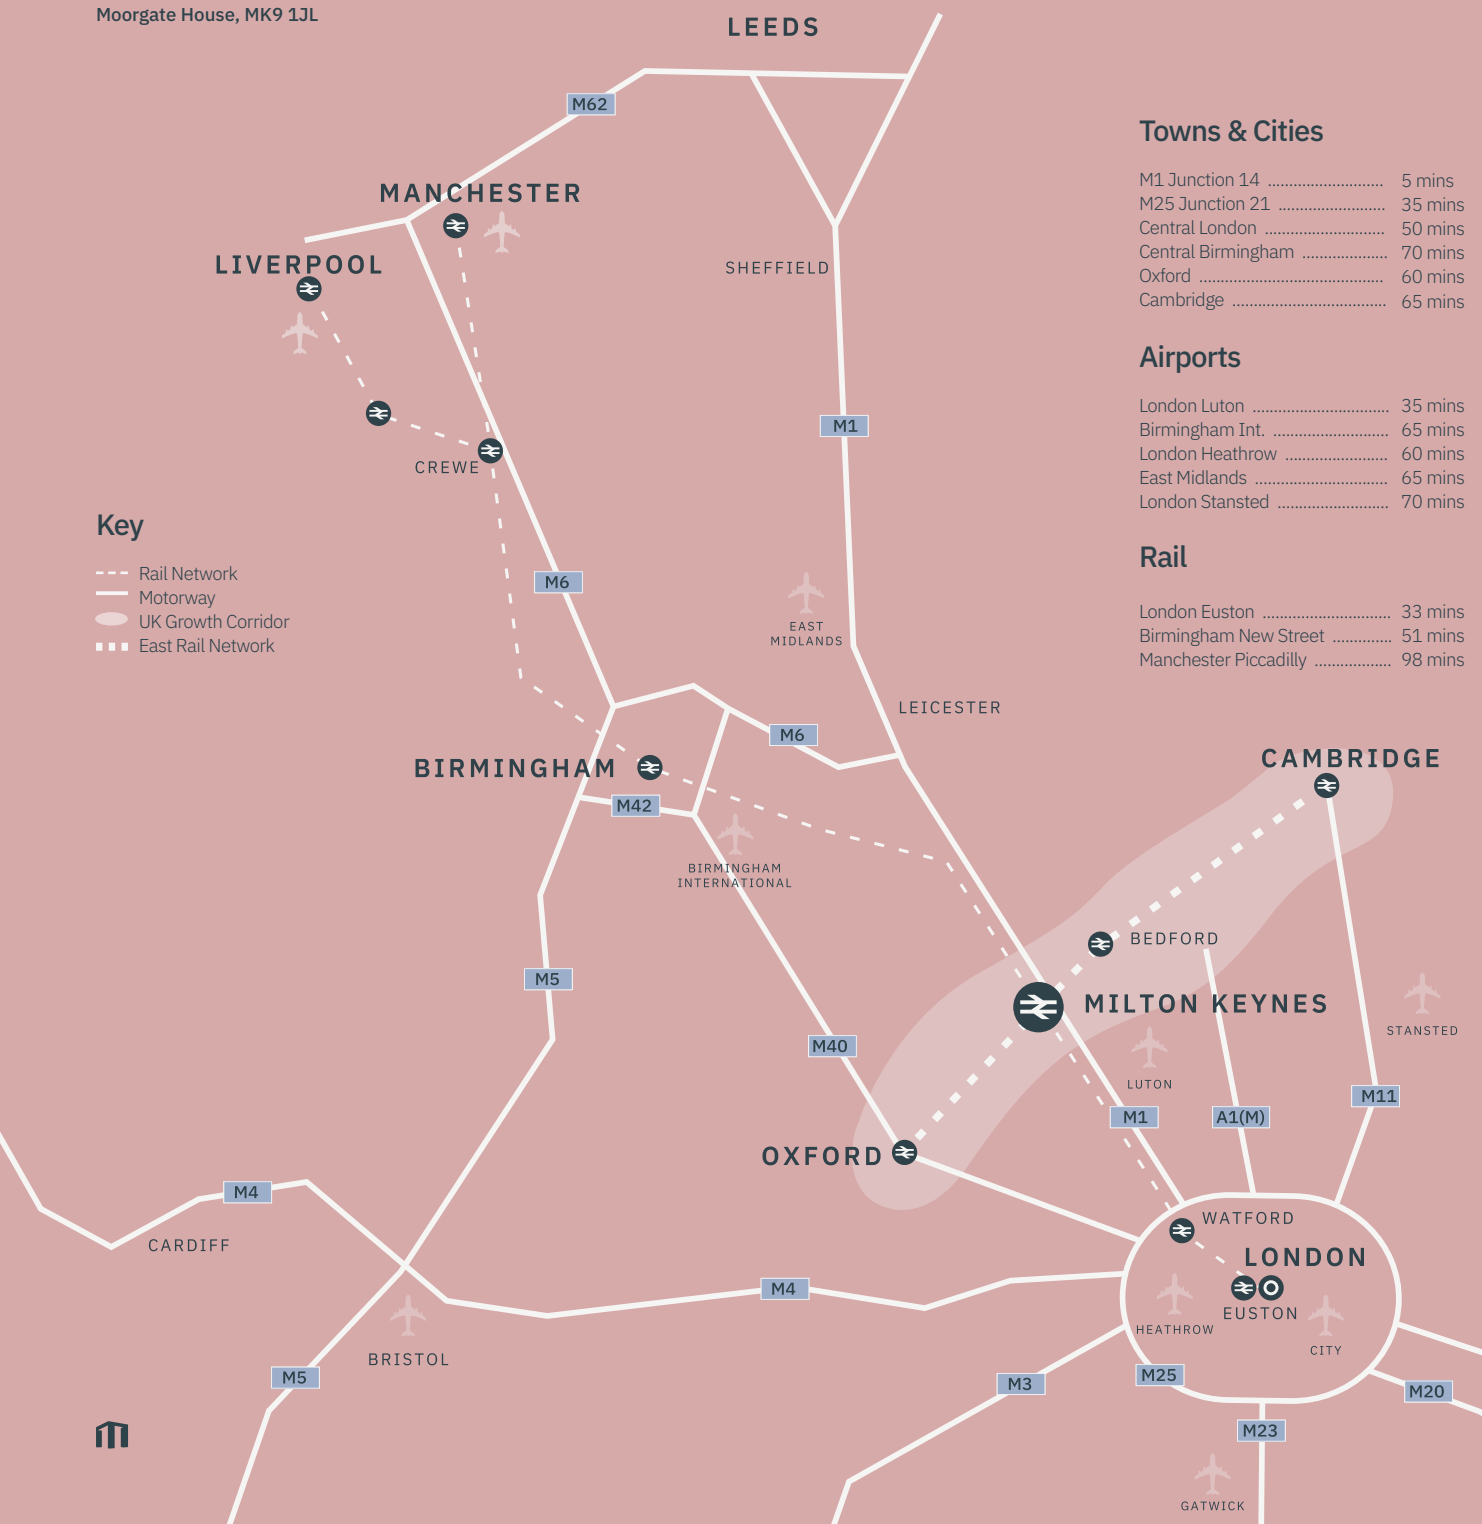 Moorgate House, MK9 1JL
LEEDS
M62
MANCHESTER
LIVERPOOL
SHEFFIELD
M1
CREWE
M6
EAST
MIDLANDS
LEICESTER
M6
BIRMINGHAM
M42
BIRMINGHAM
INTERNATIONAL
CAMBRIDGE
BEDFORD
M5
MILTON KEYNES
STANSTED
M40
LUTON
M11
M1
A1(M)
OXFORD
M4
CARDIFF
WATFORD
LONDON
M4
EUSTON
HEATHROW
CITY
BRISTOL
M5
M3
M25
M20
M23
GATWICK
Key
Rail Network
Motorway
UK Growth Corridor
East Rail Network
Towns & Cities
M1 Junction 14 .......................... 5 mins
M25 Junction 21 ........................ 35 mins
Central London ........................... 50 mins
Central Birmingham ................... 70 mins
Oxford .......................................... 60 mins
Cambridge ................................... 65 mins
Airports
London Luton ............................... 35 mins
Birmingham Int. .......................... 65 mins
London Heathrow ....................... 60 mins
East Midlands .............................. 65 mins
London Stansted ......................... 70 mins
Rail
London Euston ............................. 33 mins
Birmingham New Street ............. 51 mins
Manchester Piccadilly ................. 98 mins